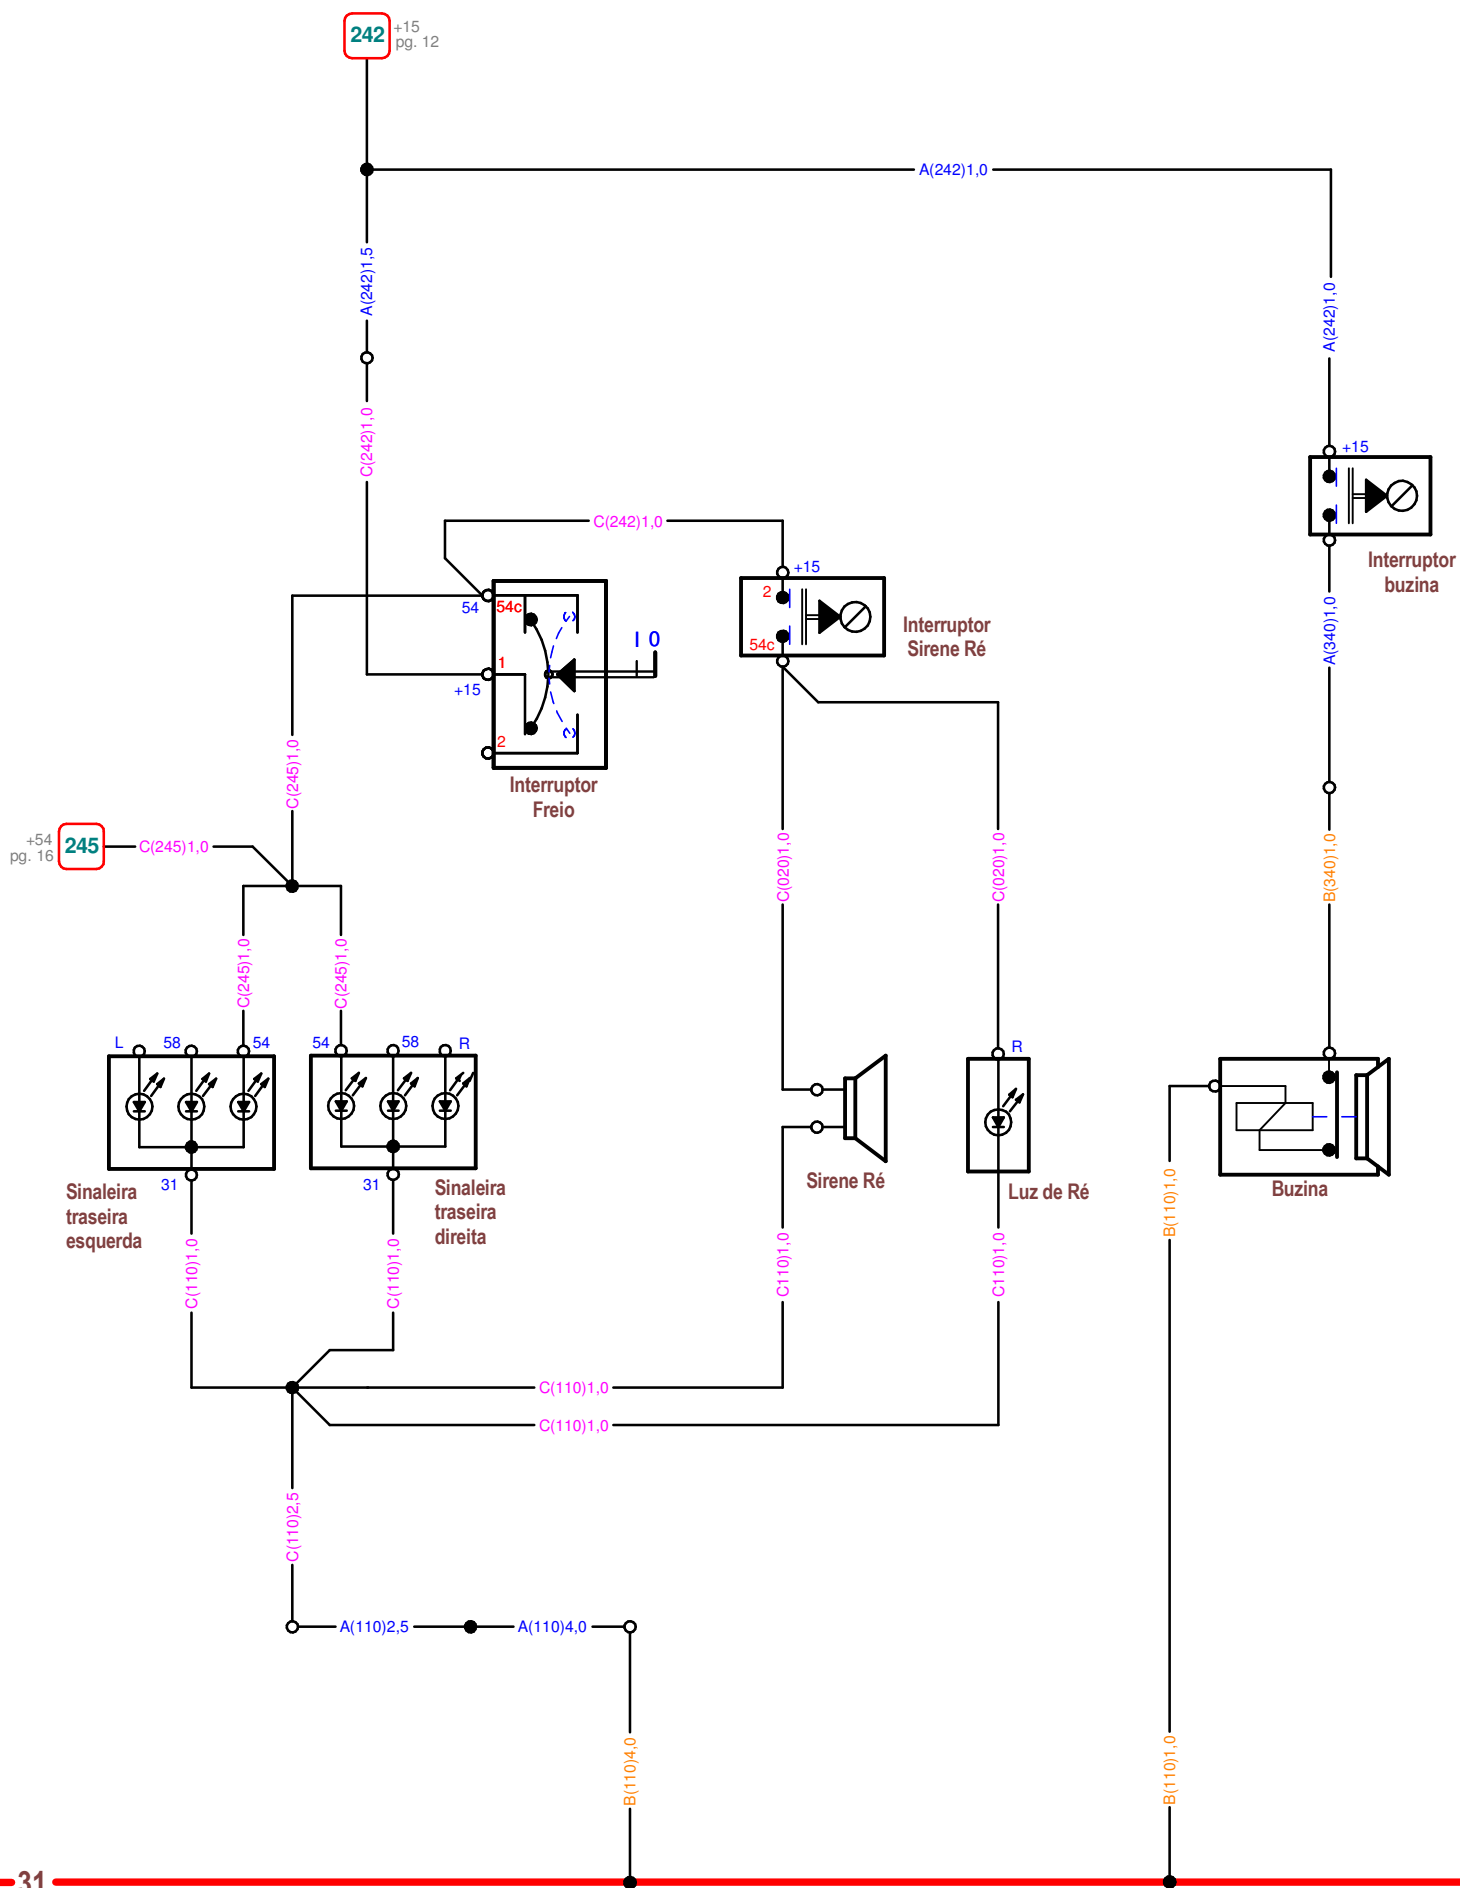 242
+15
pg. 12
A(242)1,0
A(242)1,5
A(242)1,0
C(242)1,0
+15
C(242)1,0
+15
Interruptor
buzina
2
54c
Interruptor
Sirene Ré
54
54c
1
+15
2
I 0
Interruptor
Freio
A(340)1,0
C(245)1,0
+54
pg. 16
245
C(245)1,0
C(020)1,0
C(020)1,0
B(340)1,0
C(245)1,0
C(245)1,0
L
58
54
54
58
R
R
31
31
Sinaleira
traseira
esquerda
Sinaleira
traseira
direita
Sirene Ré
Luz de Ré
Buzina
B(110)1,0
C(110)1,0
C(110)1,0
C110)1,0
C110)1,0
C(110)1,0
C(110)1,0
C(110)2,5
A(110)2,5
A(110)4,0
B(110)4,0
B(110)1,0
31